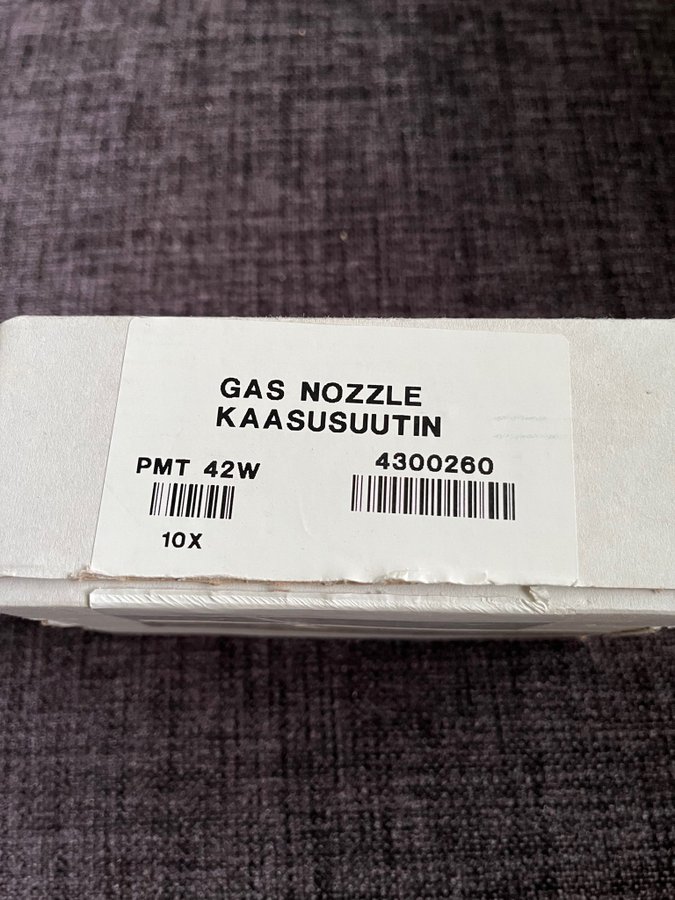 GAS NOZZLE
KAASUSUUTIN
PMT 42W 4300260
10X